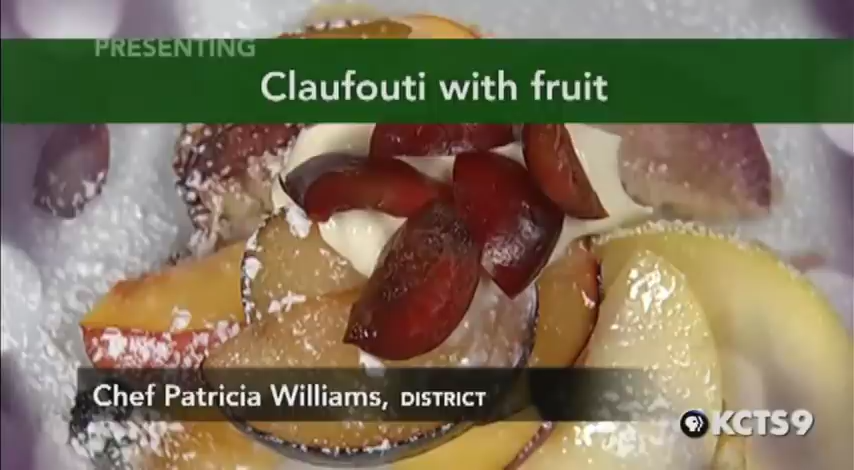 PRESENTING
Claufouti with fruit
Chef Patricia Williams, DISTRICT
KCTS9